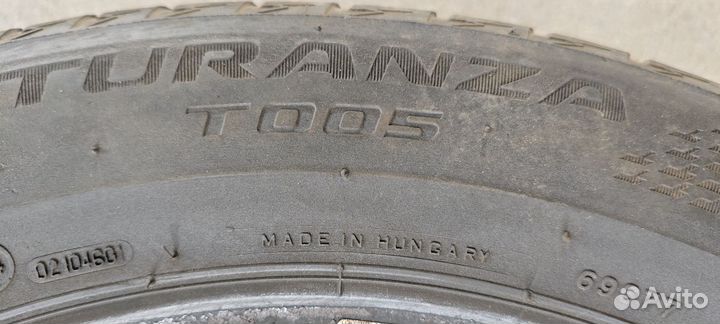 TURANZA
T005
MADE IN HUNGARY
02104601
Avito